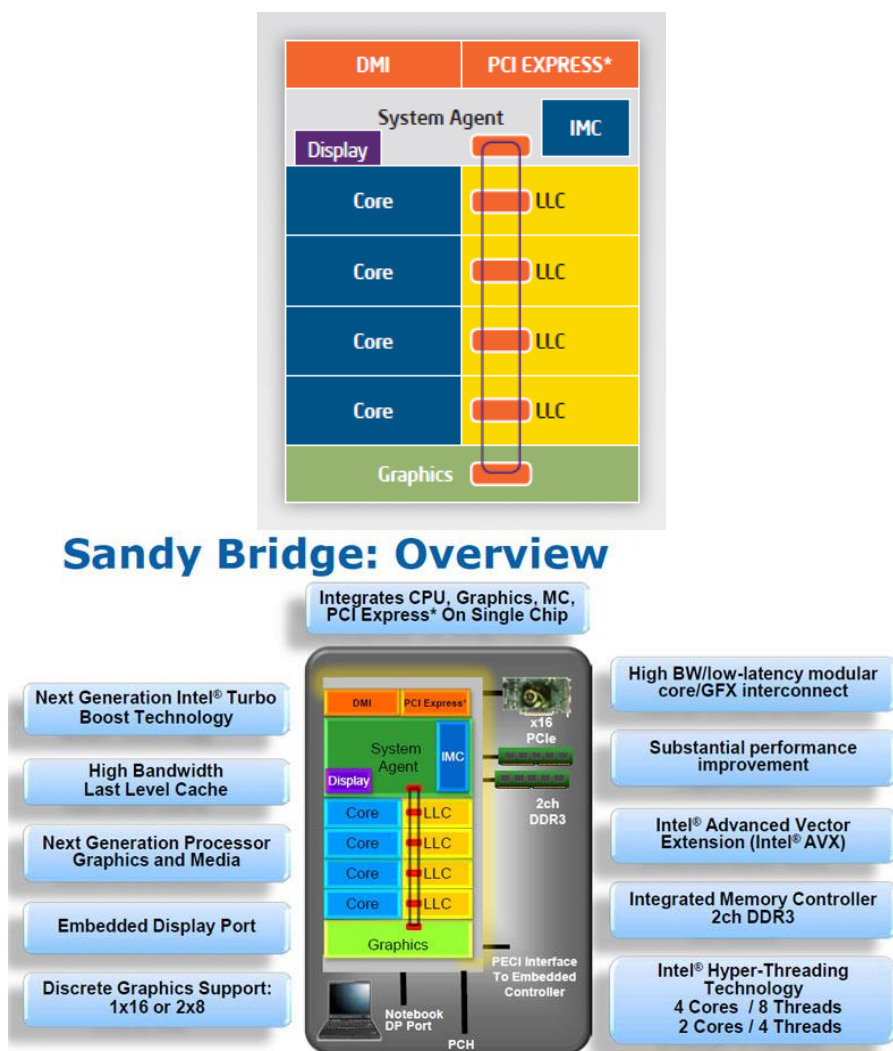 DMI
PCI EXPRESS*
System Agent
IMC
Display
Core
LLC
Core
LLC
Core
LLC
Core
LLC
Graphics
Sandy Bridge: Overview
Integrates CPU, Graphics, MC,
PCI Express* On Single Chip
Next Generation Intel® Turbo
Boost Technology
High Bandwidth
Last Level Cache
Next Generation Processor
Graphics and Media
Embedded Display Port
Discrete Graphics Support:
1x16 or 2x8
DMI
PCI Express*
System
Agent
IMC
Display
Core
LLC
Core
LLC
Core
LLC
Core
LLC
Graphics
x16
PCIe
2ch
DDR3
PECI Interface
To Embedded
Controller
Notebook
DP Port
PCH
High BW/low-latency modular
core/GFX interconnect
Substantial performance
improvement
Intel® Advanced Vector
Extension (Intel® AVX)
Integrated Memory Controller
2ch DDR3
Intel® Hyper-Threading
Technology
4 Cores / 8 Threads
2 Cores / 4 Threads